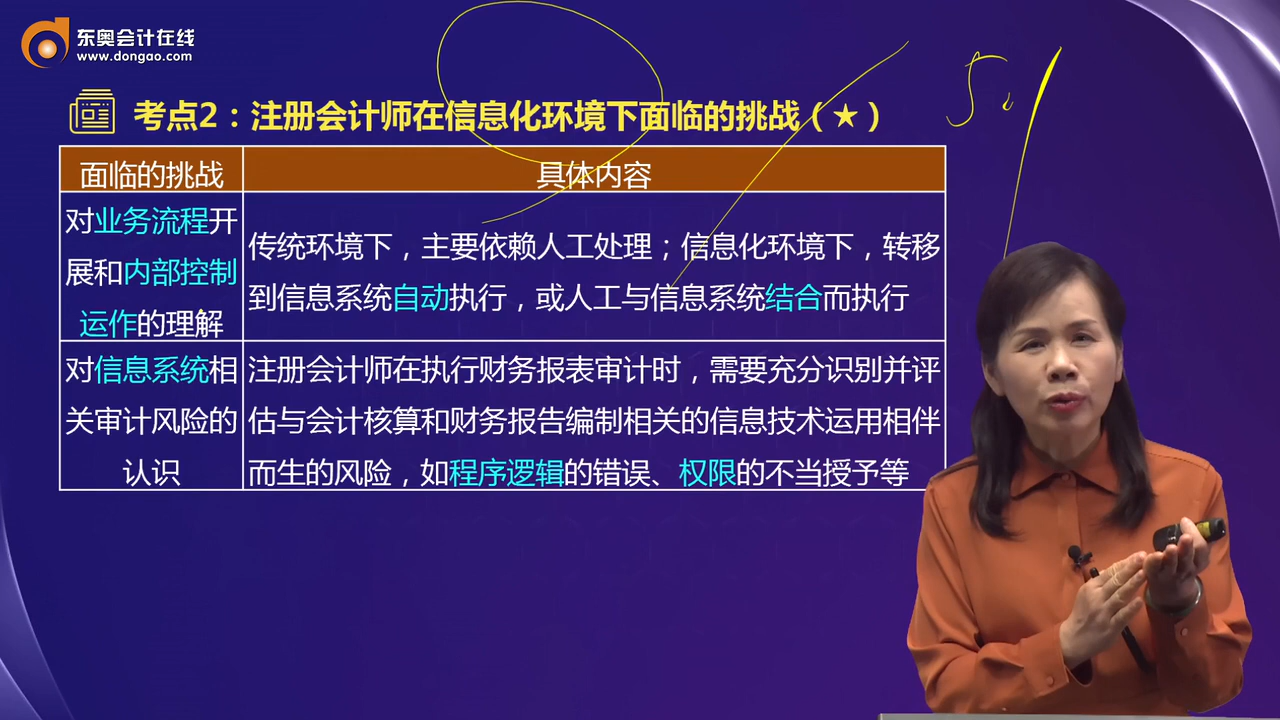 东奥会计在线
www.dongao.com
考点2：注册会计师在信息化环境下面临的挑战（★）
面临的挑战
具体内容
对业务流程开
展和内部控制
运作的理解
传统环境下，主要依赖人工处理；信息化环境下，转移
到信息系统自动执行，或人工与信息系统结合而执行
对信息系统相
关审计风险的
认识
注册会计师在执行财务报表审计时，需要充分识别并评
估与会计核算和财务报告编制相关的信息技术运用相伴
而生的风险，如程序逻辑的错误、权限的不当授予等